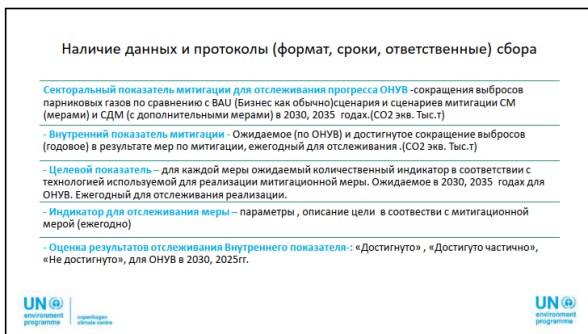 Наличие данных и протоколы (формат, сроки, ответственные) сбора
Секторальный показатель митигации для отслеживания прогресса ОНУВ -сокращения выбросов
парниковых газов по сравнению с BAU (Бизнес как обычно)сценария и сценариев митигации СМ
(мерами) и СДМ (с дополнительными мерами) в 2030, 2035  годах.(СО2 экв. Тыс.т)
- Внутренний показатель митигации - Ожидаемое (по ОНУВ) и достигнутое сокращение выбросов
(годовое) в результате мер по митигации, ежегодный для отслеживания .(СО2 экв. Тыс.т)
- Целевой показатель – для каждой меры ожидаемый количественный индикатор в соответствии с
технологией используемой для реализации митигационной меры. Ожидаемое в 2030, 2035  годах для
ОНУВ. Ежегодный для отслеживания реализации.
- Индикатор для отслеживания меры – параметры , описание цели  в соотвестви с митигационной
мерой (ежегодно)
- Оценка результатов отслеживания Внутреннего показателя-: «Достигнуто» , «Достигуто частично»,
«Не достигнуто», для ОНУВ в 2030, 2025гг.
UN
environment
programme
copenhagen
climate centre
UN
environment
programme